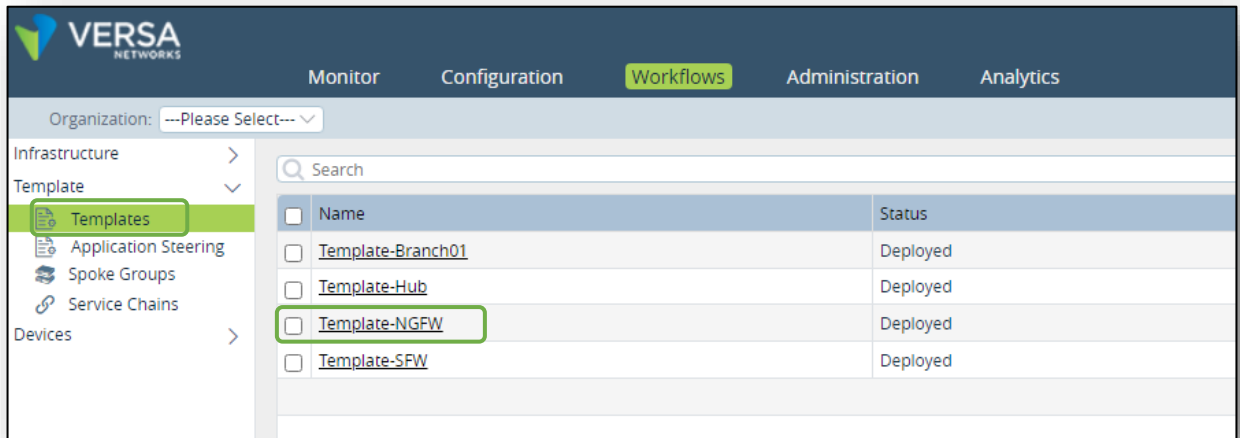 VERSA
NETWORKS
Monitor Configuration Workflows Administration Analytics
Organization: ---Please Select---
Infrastructure
Template
Templates
Application Steering
Spoke Groups
Service Chains
Devices
Search
Name Status
Template-Branch01 Deployed
Template-Hub Deployed
Template-NGFW Deployed
Template-SFW Deployed